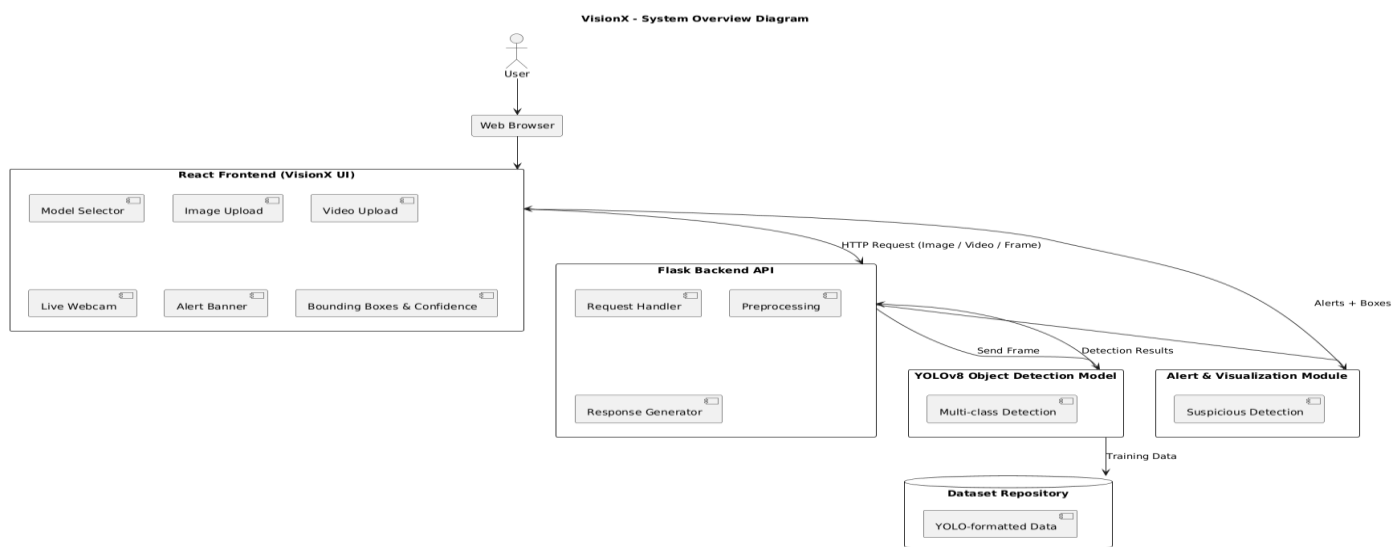 VisionX - System Overview Diagram
User
Web Browser
React Frontend (VisionX UI)
Model Selector
Image Upload
Video Upload
Live Webcam
Alert Banner
Bounding Boxes & Confidence
HTTP Request (Image / Video / Frame)
Flask Backend API
Request Handler
Preprocessing
Response Generator
Alerts + Boxes
Send Frame
Detection Results
YOLOv8 Object Detection Model
Multi-class Detection
Alert & Visualization Module
Suspicious Detection
Training Data
Dataset Repository
YOLO-formatted Data